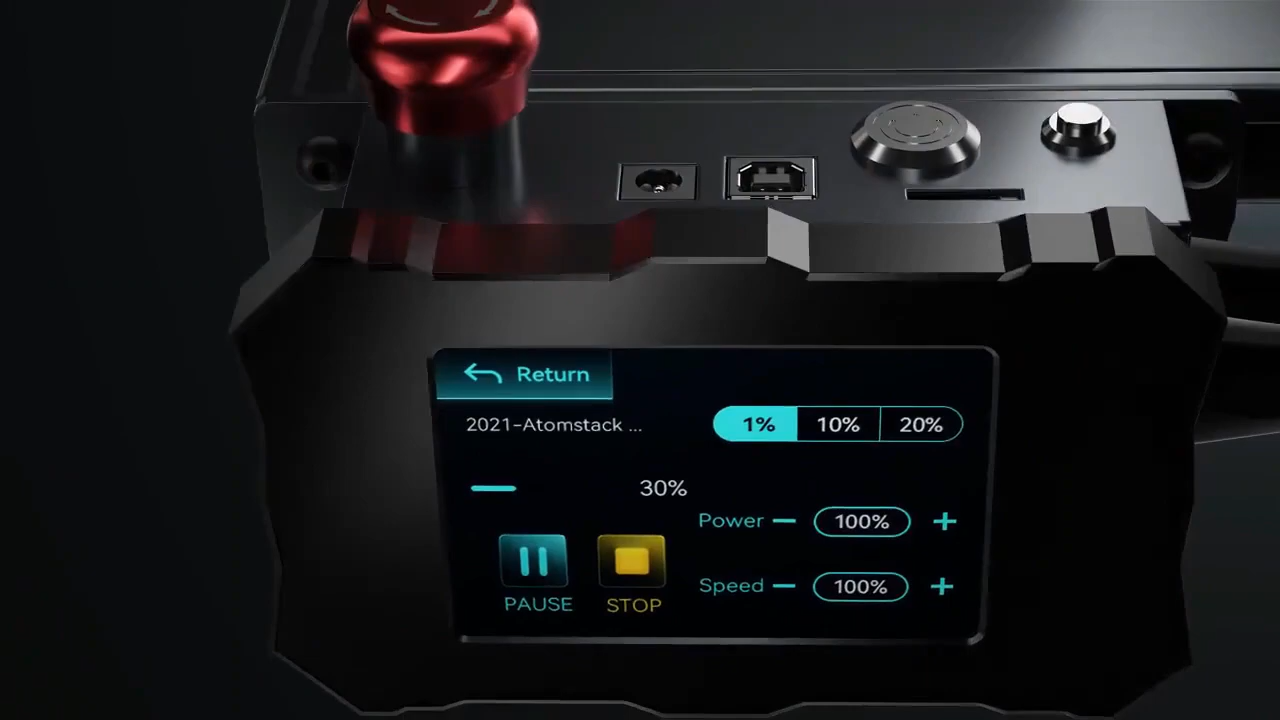 Return
2021-Atomstack ...
1% 10% 20%
30%
Power 100%
Speed 100%
PAUSE STOP